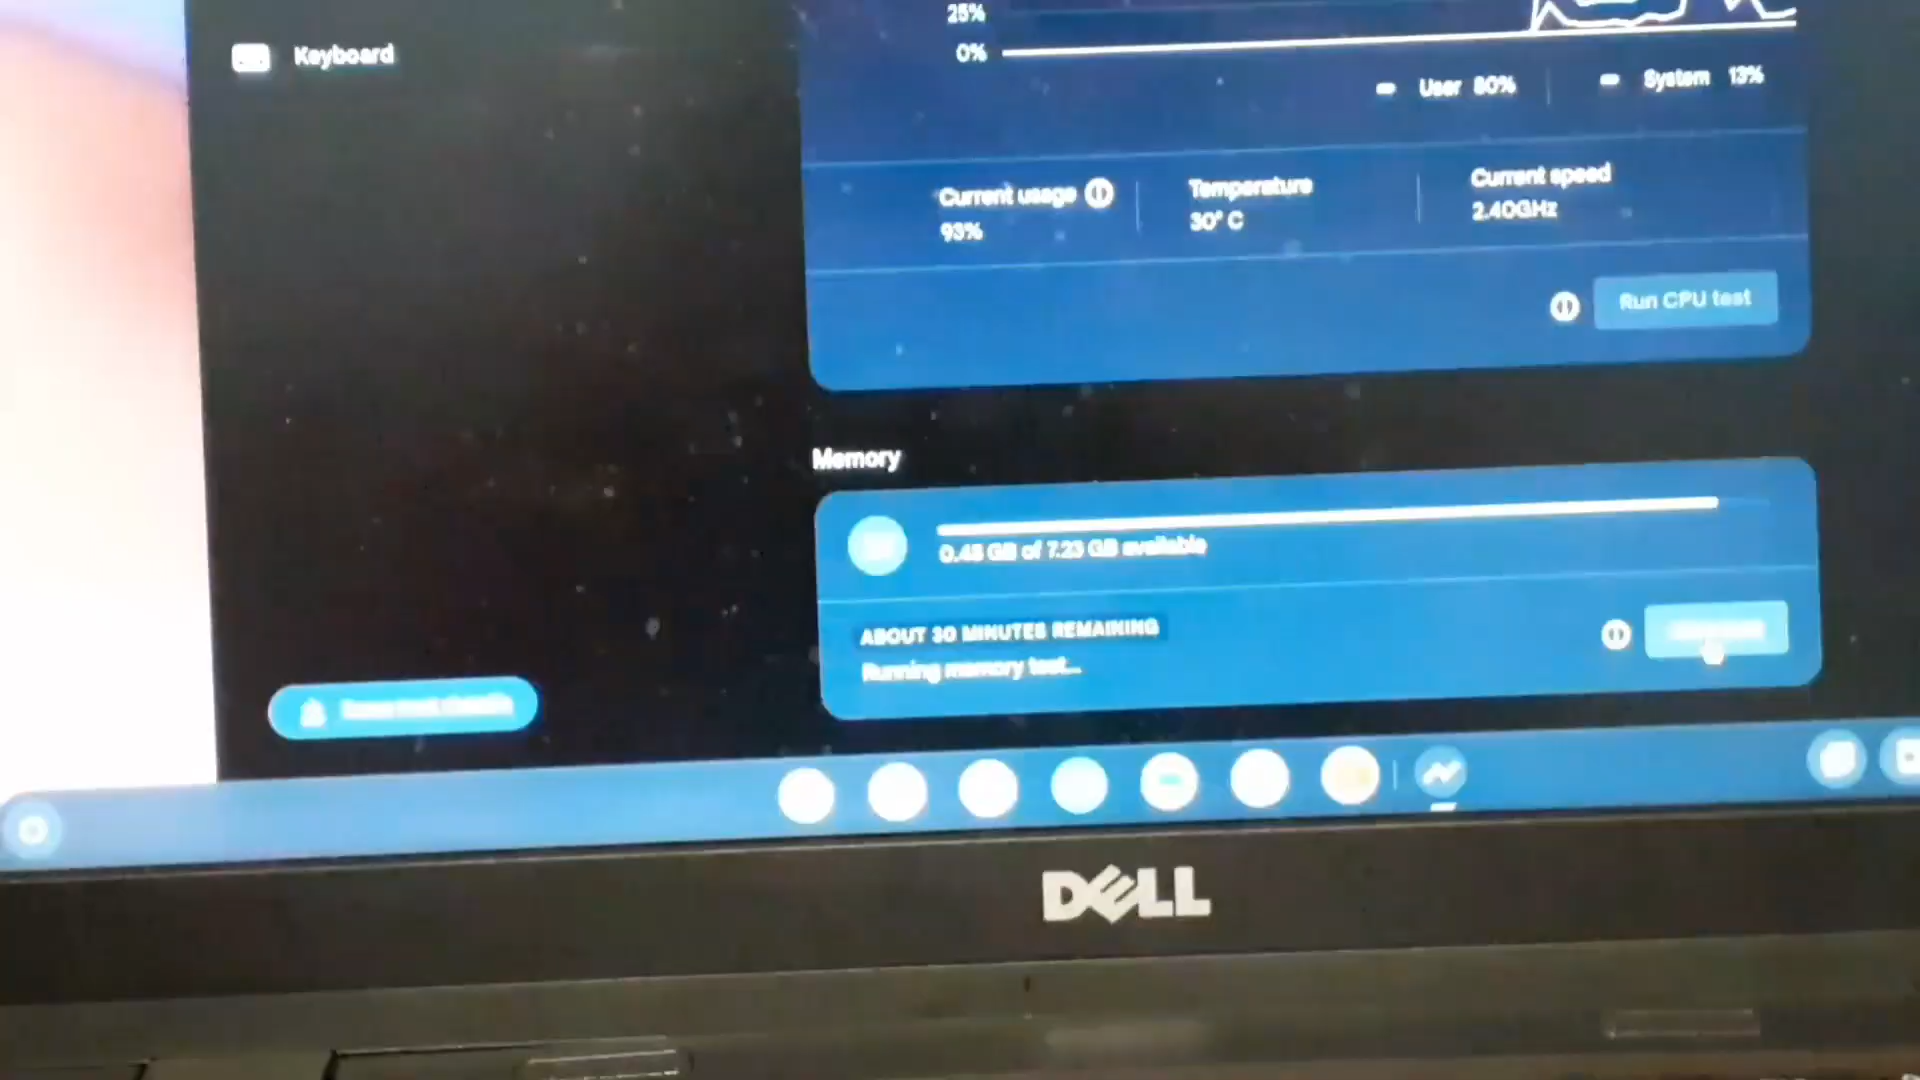 25%
0%
Keyboard
User 80%
System 13%
Current usage
93%
Temperature
30° C
Current speed
2.40GHz
Run CPU test
Memory
0.45 GB of 7.23 GB available
ABOUT 30 MINUTES REMAINING
Running memory test...
DELL